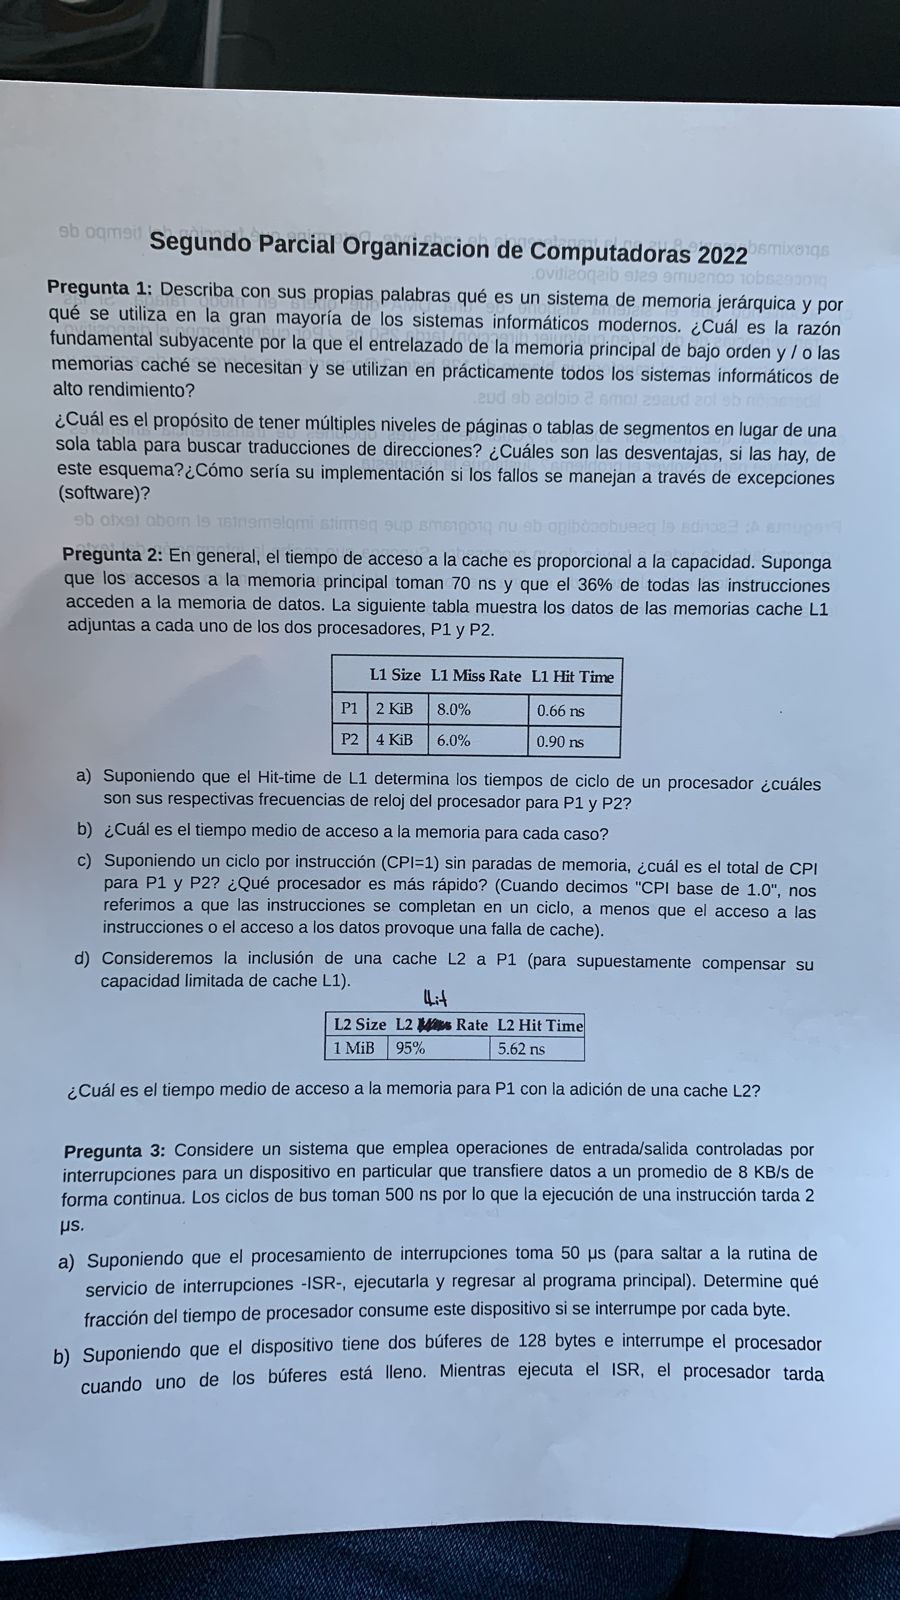 Segundo Parcial Organizacion de Computadoras 2022
Pregunta 1: Describa con sus propias palabras qué es un sistema de memoria jerárquica y por
qué se utiliza en la gran mayoría de los sistemas informáticos modernos. ¿Cuál es la razón
fundamental subyacente por la que el entrelazado de la memoria principal de bajo orden y / o las
memorias caché se necesitan y se utilizan en prácticamente todos los sistemas informáticos de
alto rendimiento?
¿Cuál es el propósito de tener múltiples niveles de páginas o tablas de segmentos en lugar de una
sola tabla para buscar traducciones de direcciones? ¿Cuáles son las desventajas, si las hay, de
este esquema?¿Cómo sería su implementación si los fallos se manejan a través de excepciones
(software)?
Pregunta 2: En general, el tiempo de acceso a la cache es proporcional a la capacidad. Suponga
que los accesos a la memoria principal toman 70 ns y que el 36% de todas las instrucciones
acceden a la memoria de datos. La siguiente tabla muestra los datos de las memorias cache L1
adjuntas a cada uno de los dos procesadores, P1 y P2.
L1 Size L1 Miss Rate L1 Hit Time
P1 2 KiB 8.0% 0.66 ns
P2 4 KiB 6.0% 0.90 ns
a) Suponiendo que el Hit-time de L1 determina los tiempos de ciclo de un procesador ¿cuáles
son sus respectivas frecuencias de reloj del procesador para P1 y P2?
b) ¿Cuál es el tiempo medio de acceso a la memoria para cada caso?
c) Suponiendo un ciclo por instrucción (CPI=1) sin paradas de memoria, ¿cuál es el total de CPI
para P1 y P2? ¿Qué procesador es más rápido? (Cuando decimos "CPI base de 1.0", nos
referimos a que las instrucciones se completan en un ciclo, a menos que el acceso a las
instrucciones o el acceso a los datos provoque una falla de cache).
d) Consideremos la inclusión de una cache L2 a P1 (para supuestamente compensar su
capacidad limitada de cache L1).
Hit
L2 Size L2 Rate L2 Hit Time
1 MiB 95% 5.62 ns
¿Cuál es el tiempo medio de acceso a la memoria para P1 con la adición de una cache L2?
Pregunta 3: Considere un sistema que emplea operaciones de entrada/salida controladas por
interrupciones para un dispositivo en particular que transfiere datos a un promedio de 8 KB/s de
forma continua. Los ciclos de bus toman 500 ns por lo que la ejecución de una instrucción tarda 2
µs.
a) Suponiendo que el procesamiento de interrupciones toma 50 µs (para saltar a la rutina de
servicio de interrupciones -ISR-, ejecutarla y regresar al programa principal). Determine qué
fracción del tiempo de procesador consume este dispositivo si se interrumpe por cada byte.
b) Suponiendo que el dispositivo tiene dos búferes de 128 bytes e interrumpe el procesador
cuando uno de los búferes está lleno. Mientras ejecuta el ISR, el procesador tarda